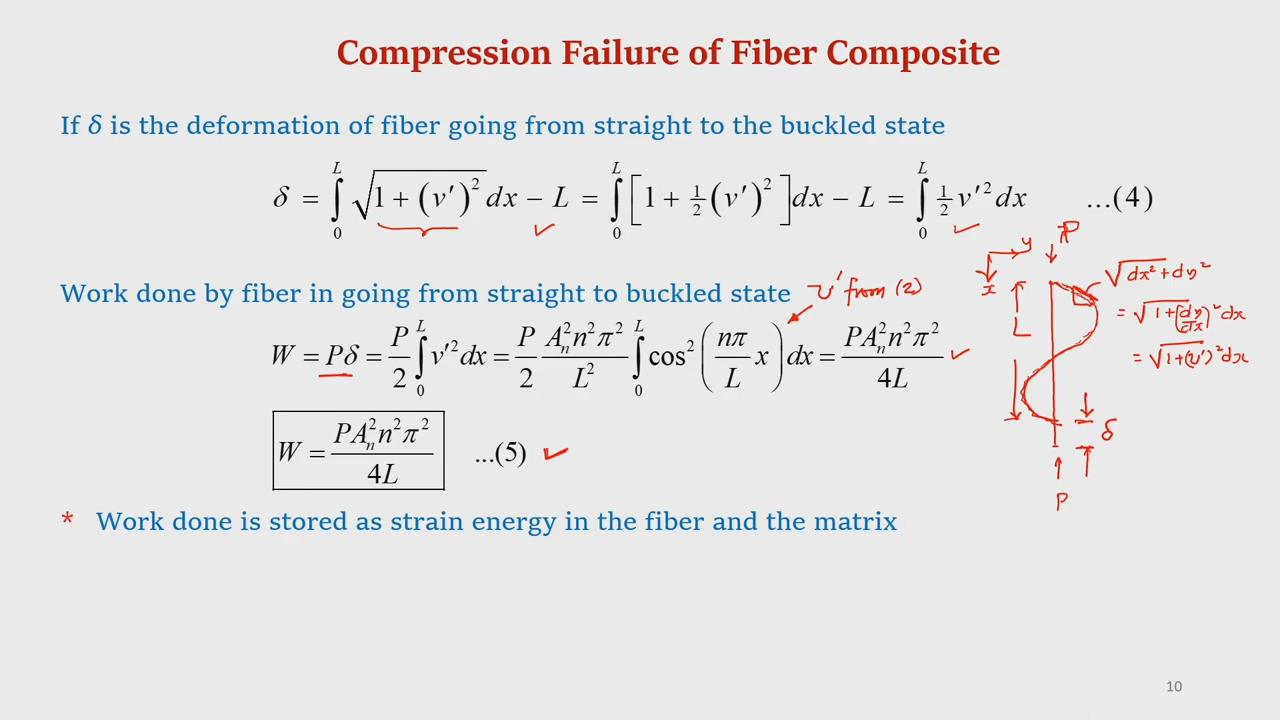 Compression Failure of Fiber Composite
If δ is the deformation of fiber going from straight to the buckled state
δ = ∫₀ᴸ √(1 + (v′)²) dx − L = ∫₀ᴸ [1 + ½(v′)²] dx − L = ∫₀ᴸ ½ v′² dx ...(4)
P
y
x
√dx²+dy²
Work done by fiber in going from straight to buckled state
v′ from (2)
= √1+(dy/dx)² dx
L
W = Pδ = P/2 ∫₀ᴸ v′² dx = P/2 Aₙ²n²π²/L² ∫₀ᴸ cos²(nπ/L x) dx = PAₙ²n²π²/4L
= √1+(v′)² dx
W = PAₙ²n²π²/4L ...(5)
δ
P
* Work done is stored as strain energy in the fiber and the matrix
10